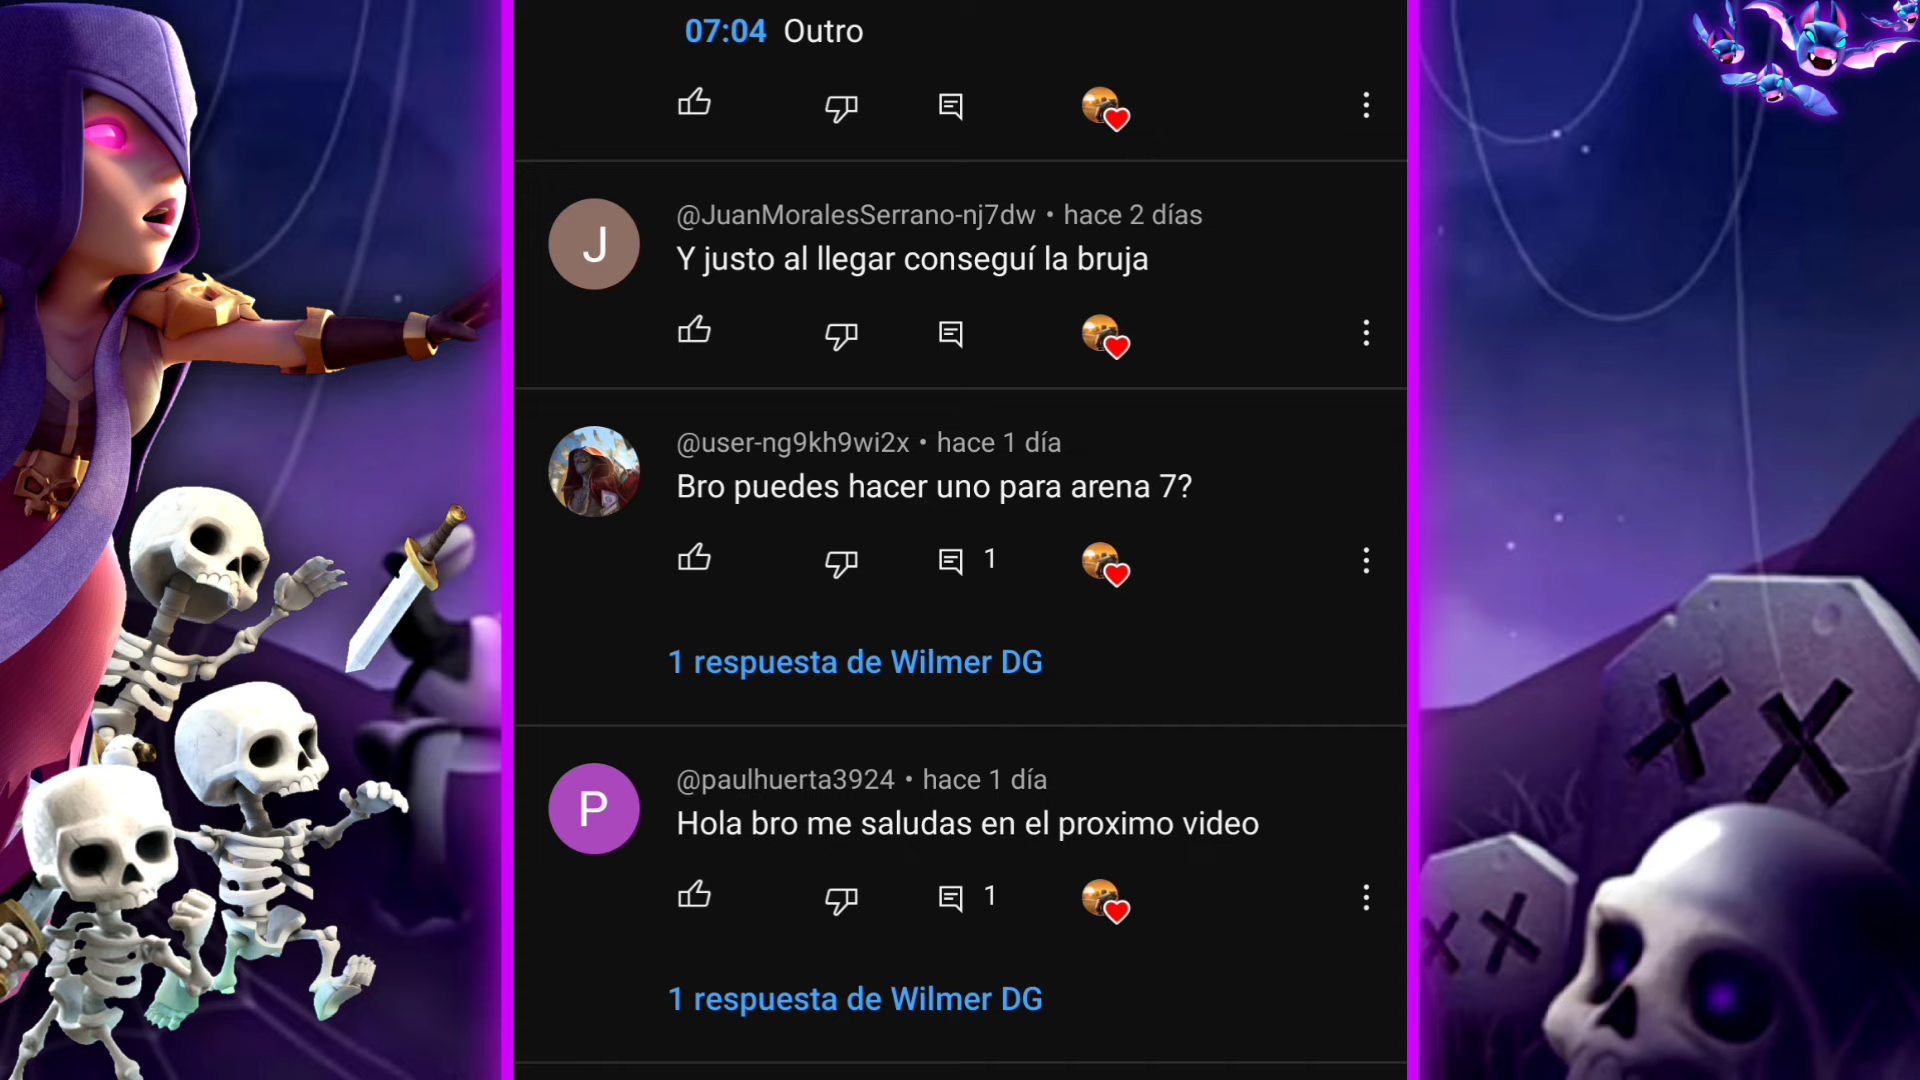 07:04 Outro
@JuanMoralesSerrano-nj7dw • hace 2 días
Y justo al llegar conseguí la bruja
@user-ng9kh9wi2x • hace 1 día
Bro puedes hacer uno para arena 7?
1
1 respuesta de Wilmer DG
@paulhuerta3924 • hace 1 día
Hola bro me saludas en el proximo video
1
1 respuesta de Wilmer DG
J
P